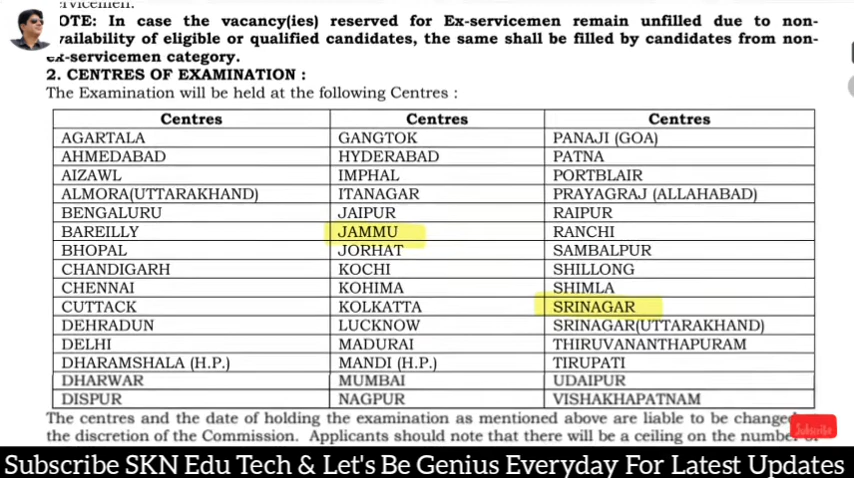 rvicemen.
OTE: In case the vacancy(ies) reserved for Ex-servicemen remain unfilled due to non-
vailability of eligible or qualified candidates, the same shall be filled by candidates from non-
ex-servicemen category.
2. CENTRES OF EXAMINATION :
The Examination will be held at the following Centres :
Centres Centres Centres
AGARTALA GANGTOK PANAJI (GOA)
AHMEDABAD HYDERABAD PATNA
AIZAWL IMPHAL PORTBLAIR
ALMORA(UTTARAKHAND) ITANAGAR PRAYAGRAJ (ALLAHABAD)
BENGALURU JAIPUR RAIPUR
BAREILLY JAMMU RANCHI
BHOPAL JORHAT SAMBALPUR
CHANDIGARH KOCHI SHILLONG
CHENNAI KOHIMA SHIMLA
CUTTACK KOLKATTA SRINAGAR
DEHRADUN LUCKNOW SRINAGAR(UTTARAKHAND)
DELHI MADURAI THIRUVANANTHAPURAM
DHARAMSHALA (H.P.) MANDI (H.P.) TIRUPATI
DHARWAR MUMBAI UDAIPUR
DISPUR NAGPUR VISHAKHAPATNAM
The centres and the date of holding the examination as mentioned above are liable to be changed
Subscribe
the discretion of the Commission. Applicants should note that there will be a ceiling on the number
Subscribe SKN Edu Tech & Let's Be Genius Everyday For Latest Updates